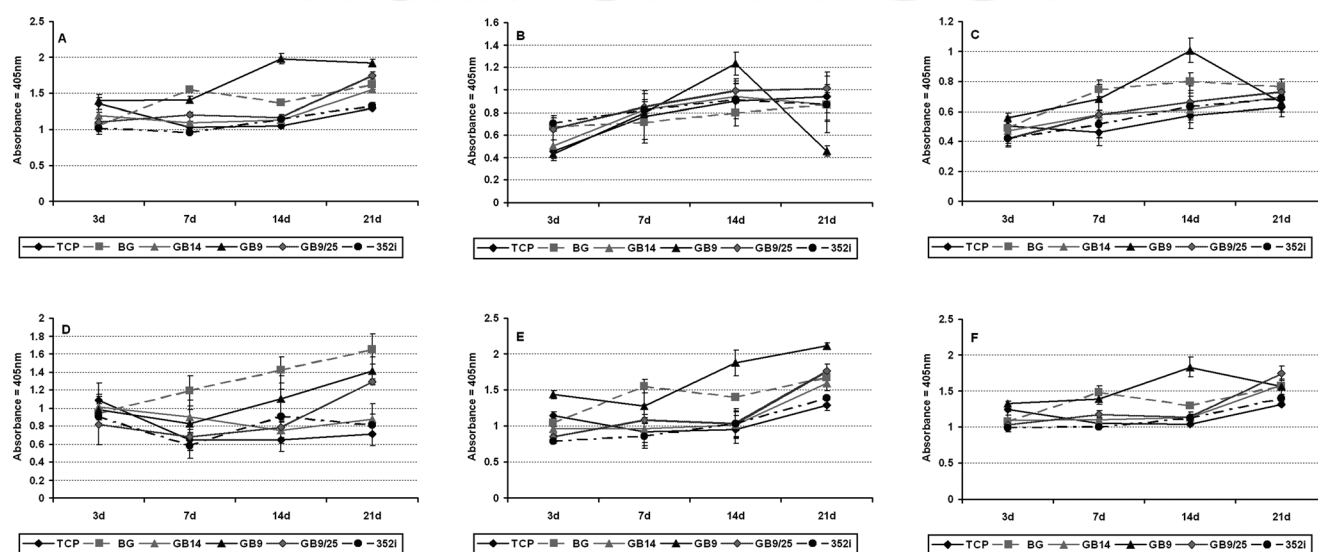 A
Absorbance = 405nm
2.5
2
1.5
1
0.5
0
3d 7d 14d 21d
TCP BG GB14 GB9 GB9/25 352i
B
Absorbance = 405nm
1.6
1.4
1.2
1
0.8
0.6
0.4
0.2
0
3d 7d 14d 21d
TCP BG GB14 GB9 GB9/25 352i
C
Absorbance = 405nm
1.2
1
0.8
0.6
0.4
0.2
0
3d 7d 14d 21d
TCP BG GB14 GB9 GB9/25 352i
D
Absorbance = 405nm
2
1.8
1.6
1.4
1.2
1
0.8
0.6
0.4
0.2
0
3d 7d 14d 21d
TCP BG GB14 GB9 GB9/25 352i
E
Absorbance = 405nm
2.5
2
1.5
1
0.5
0
3d 7d 14d 21d
TCP BG GB14 GB9 GB9/25 352i
F
Absorbance = 405nm
2.5
2
1.5
1
0.5
0
3d 7d 14d 21d
TCP BG GB14 GB9 GB9/25 352i